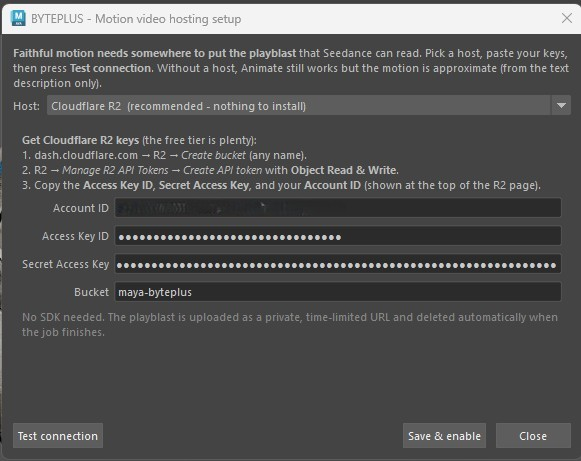 BYTEPLUS - Motion video hosting setup
Faithful motion needs somewhere to put the playblast that Seedance can read. Pick a host, paste your keys,
then press Test connection. Without a host, Animate still works but the motion is approximate (from the text
description only).
Host: Cloudflare R2 (recommended - nothing to install)
Get Cloudflare R2 keys (the free tier is plenty):
1. dash.cloudflare.com → R2 → Create bucket (any name).
2. R2 → Manage R2 API Tokens → Create API token with Object Read & Write.
3. Copy the Access Key ID, Secret Access Key, and your Account ID (shown at the top of the R2 page).
Account ID
Access Key ID
Secret Access Key
Bucket maya-byteplus
No SDK needed. The playblast is uploaded as a private, time-limited URL and deleted automatically when
the job finishes.
Test connection Save & enable Close